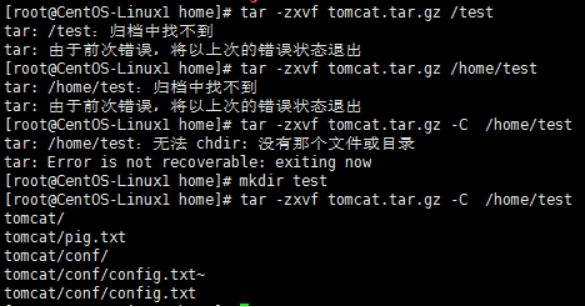 [root@CentOS-Linux1 home]# tar -zxvf tomcat.tar.gz /test
tar: /test：归档中找不到
tar: 由于前次错误，将以上次的错误状态退出
[root@CentOS-Linux1 home]# tar -zxvf tomcat.tar.gz /home/test
tar: /home/test：归档中找不到
tar: 由于前次错误，将以上次的错误状态退出
[root@CentOS-Linux1 home]# tar -zxvf tomcat.tar.gz -C  /home/test
tar: /home/test：无法 chdir: 没有那个文件或目录
tar: Error is not recoverable: exiting now
[root@CentOS-Linux1 home]# mkdir test
[root@CentOS-Linux1 home]# tar -zxvf tomcat.tar.gz -C  /home/test
tomcat/
tomcat/pig.txt
tomcat/conf/
tomcat/conf/config.txt~
tomcat/conf/config.txt